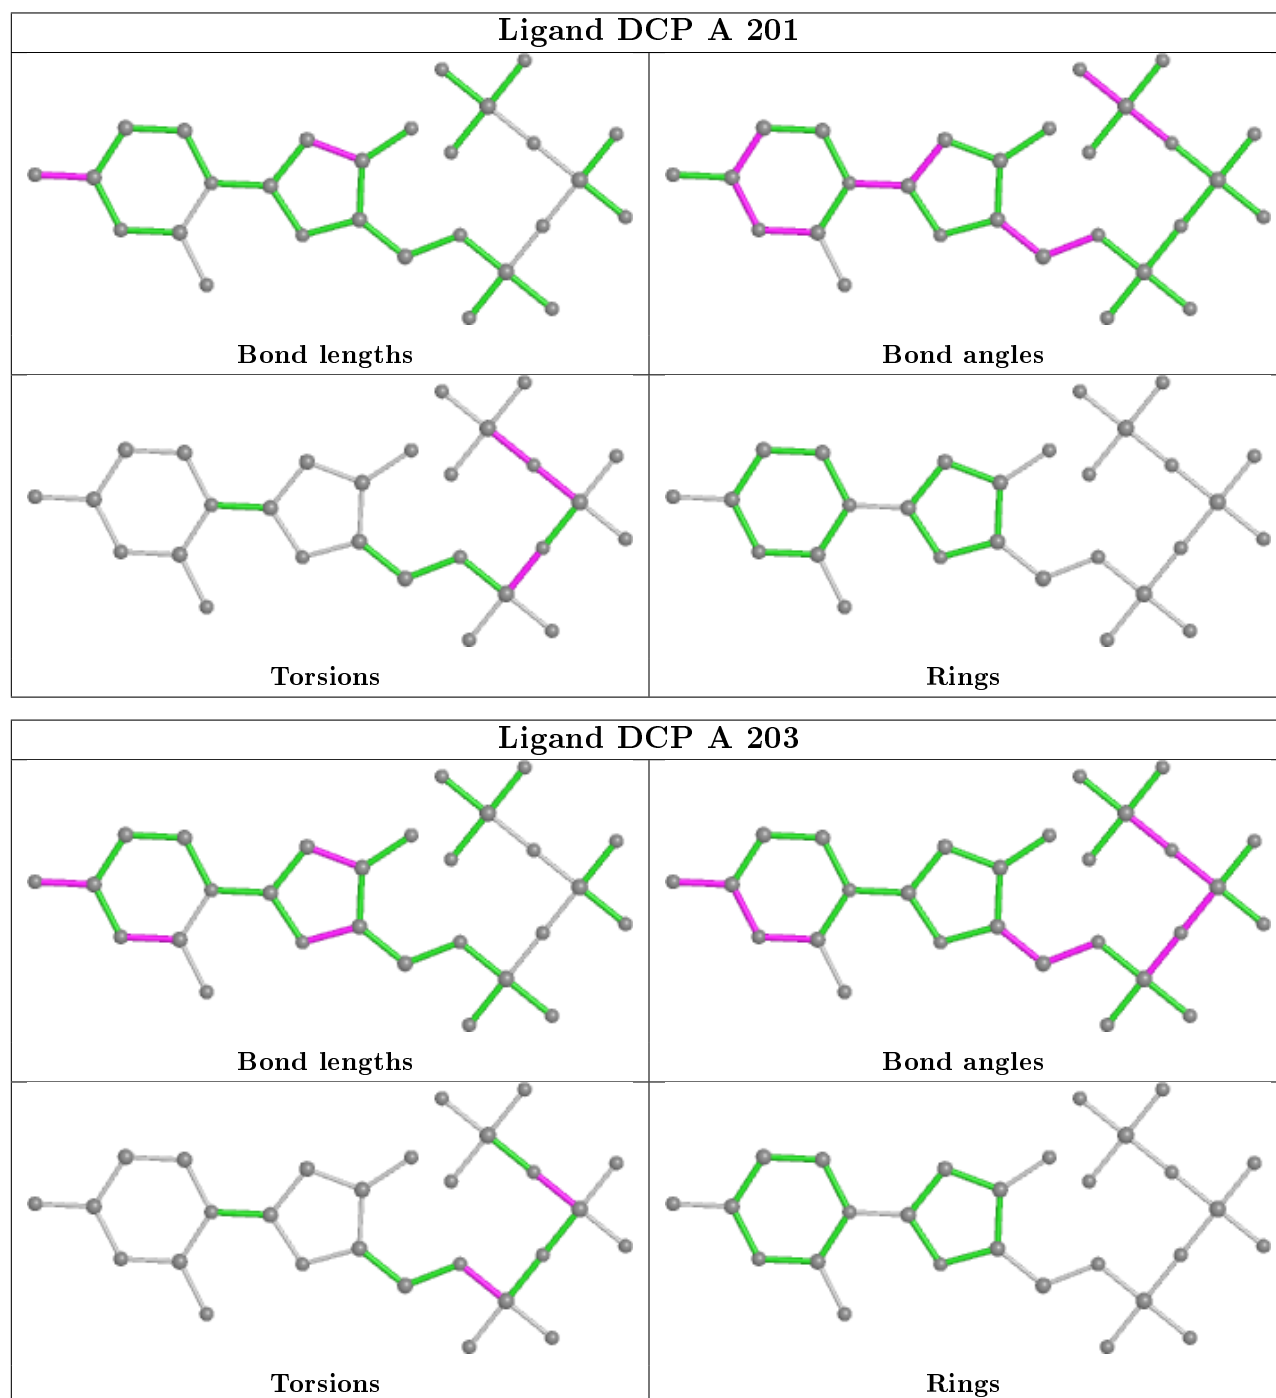 Ligand DCP A 201
Bond lengths
Bond angles
Torsions
Rings
Ligand DCP A 203
Bond lengths
Bond angles
Torsions
Rings